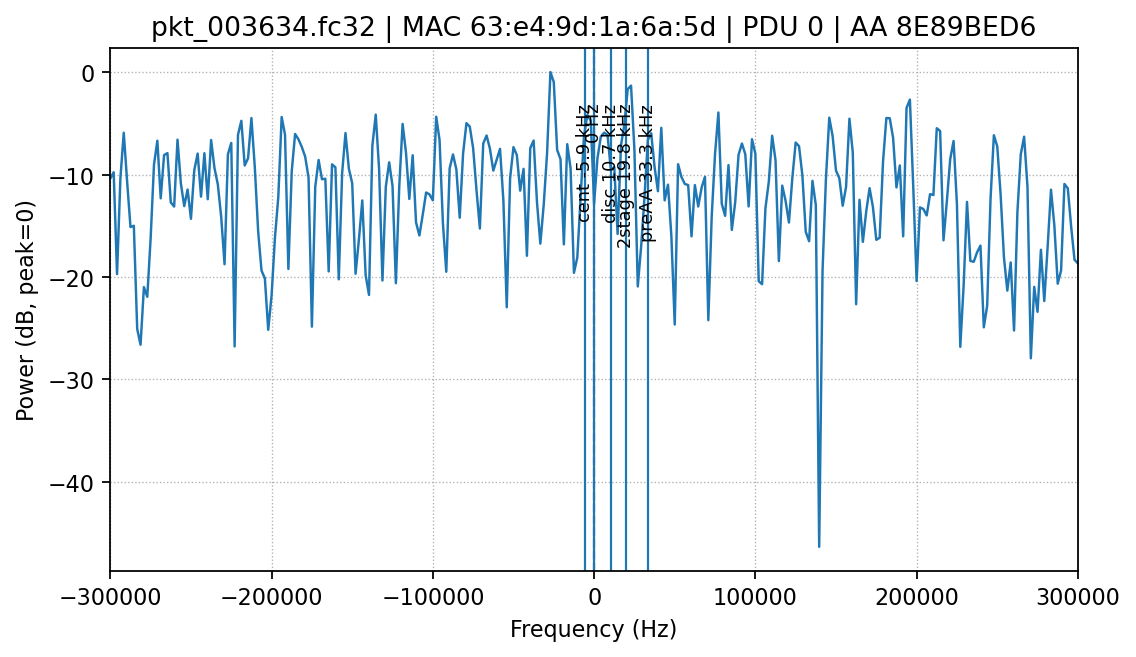 pkt_003634.fc32 | MAC 63:e4:9d:1a:6a:5d | PDU 0 | AA 8E89BED6
Power (dB, peak=0)
0
−10
−20
−30
−40
cent -5.9 kHz
0 Hz
disc 10.7 kHz
2stage 19.8 kHz
preAA 33.3 kHz
−300000
−200000
−100000
0
100000
200000
300000
Frequency (Hz)